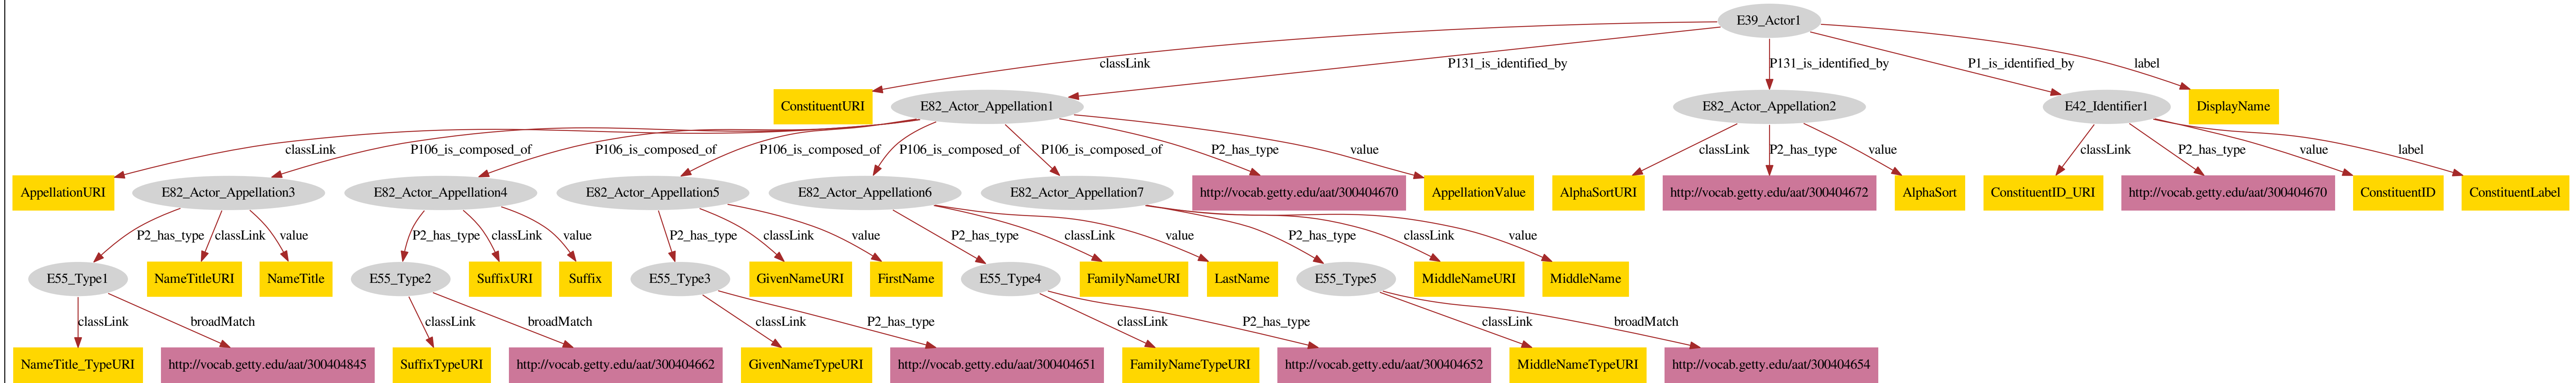 E39_Actor1
classLink P131_is_identified_by P131_is_identified_by P1_is_identified_by label
ConstituentURI E82_Actor_Appellation1 E82_Actor_Appellation2 E42_Identifier1 DisplayName
classLink P106_is_composed_of P106_is_composed_of P106_is_composed_of P106_is_composed_of P106_is_composed_of P2_has_type value classLink P2_has_type value classLink P2_has_type value label
AppellationURI E82_Actor_Appellation3 E82_Actor_Appellation4 E82_Actor_Appellation5 E82_Actor_Appellation6 E82_Actor_Appellation7 http://vocab.getty.edu/aat/300404670 AppellationValue AlphaSortURI http://vocab.getty.edu/aat/300404672 AlphaSort ConstituentID_URI http://vocab.getty.edu/aat/300404670 ConstituentID ConstituentLabel
P2_has_type classLink value P2_has_type classLink value P2_has_type classLink value P2_has_type classLink value P2_has_type classLink value
E55_Type1 NameTitleURI NameTitle E55_Type2 SuffixURI Suffix E55_Type3 GivenNameURI FirstName E55_Type4 FamilyNameURI LastName E55_Type5 MiddleNameURI MiddleName
classLink broadMatch classLink broadMatch classLink P2_has_type classLink P2_has_type classLink broadMatch
NameTitle_TypeURI http://vocab.getty.edu/aat/300404845 SuffixTypeURI http://vocab.getty.edu/aat/300404662 GivenNameTypeURI http://vocab.getty.edu/aat/300404651 FamilyNameTypeURI http://vocab.getty.edu/aat/300404652 MiddleNameTypeURI http://vocab.getty.edu/aat/300404654